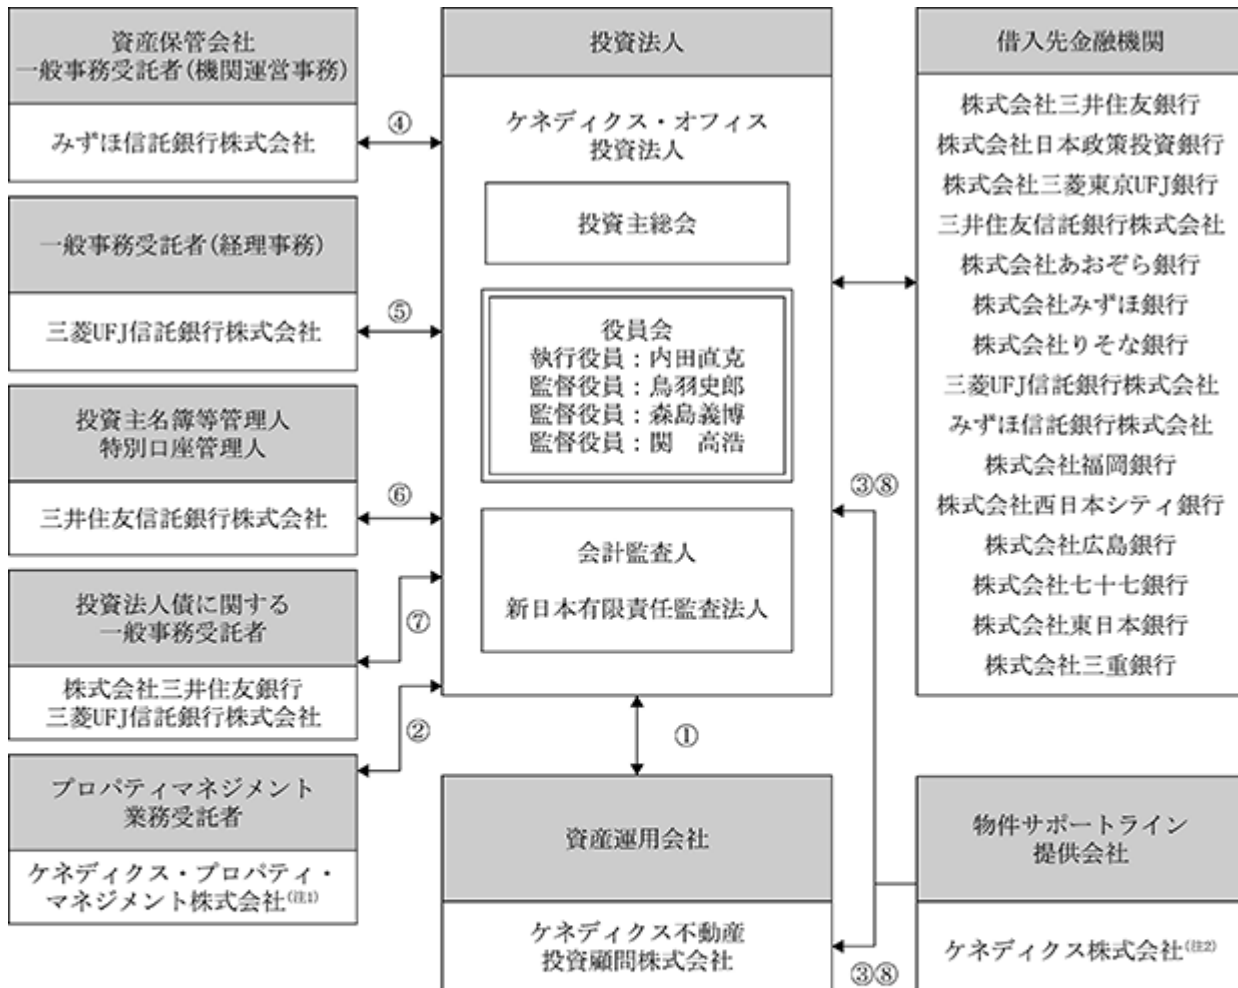 資産保管会社
一般事務受託者(機関運営事務)
みずほ信託銀行株式会社
④
一般事務受託者(経理事務)
三菱UFJ信託銀行株式会社
⑤
投資主名簿等管理人
特別口座管理人
三井住友信託銀行株式会社
⑥
投資法人債に関する
一般事務受託者
株式会社三井住友銀行
三菱UFJ信託銀行株式会社
⑦
プロパティマネジメント
業務受託者
ケネディクス・プロパティ・
マネジメント株式会社(注1)
②
投資法人
ケネディクス・オフィス
投資法人
投資主総会
役員会
執行役員：内田直克
監督役員：鳥羽史郎
監督役員：森島義博
監督役員：関　高浩
会計監査人
新日本有限責任監査法人
①
資産運用会社
ケネディクス不動産
投資顧問株式会社
借入先金融機関
株式会社三井住友銀行
株式会社日本政策投資銀行
株式会社三菱東京UFJ銀行
三井住友信託銀行株式会社
株式会社あおぞら銀行
株式会社みずほ銀行
株式会社りそな銀行
三菱UFJ信託銀行株式会社
みずほ信託銀行株式会社
株式会社福岡銀行
株式会社西日本シティ銀行
株式会社広島銀行
株式会社七十七銀行
株式会社東日本銀行
株式会社三重銀行
③⑧
物件サポートライン
提供会社
ケネディクス株式会社(注2)
③⑧